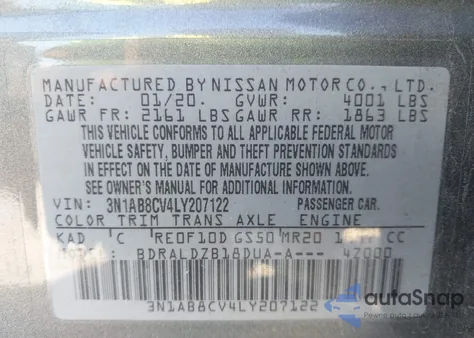 MANUFACTURED BY NISSAN MOTOR CO., LTD.
DATE: 01/20. GVWR: 4001 LBS
GAWR FR: 2161 LBS GAWR RR: 1863 LBS
THIS VEHICLE CONFORMS TO ALL APPLICABLE FEDERAL MOTOR
VEHICLE SAFETY, BUMPER AND THEFT PREVENTION STANDARDS
IN EFFECT ON THE DATE OF MANUFACTURE SHOWN ABOVE.
SEE OWNER'S MANUAL FOR ADDITIONAL INFORMATION.
VIN: 3N1AB8CV4LY207122 PASSENGER CAR.
COLOR TRIM TRANS AXLE ENGINE
KAD C RE0F10D GS50 MR20 CC
BDRALDZB18DUA-A--- 4Z000
3N1AB8CV4LY207122
autoSnap